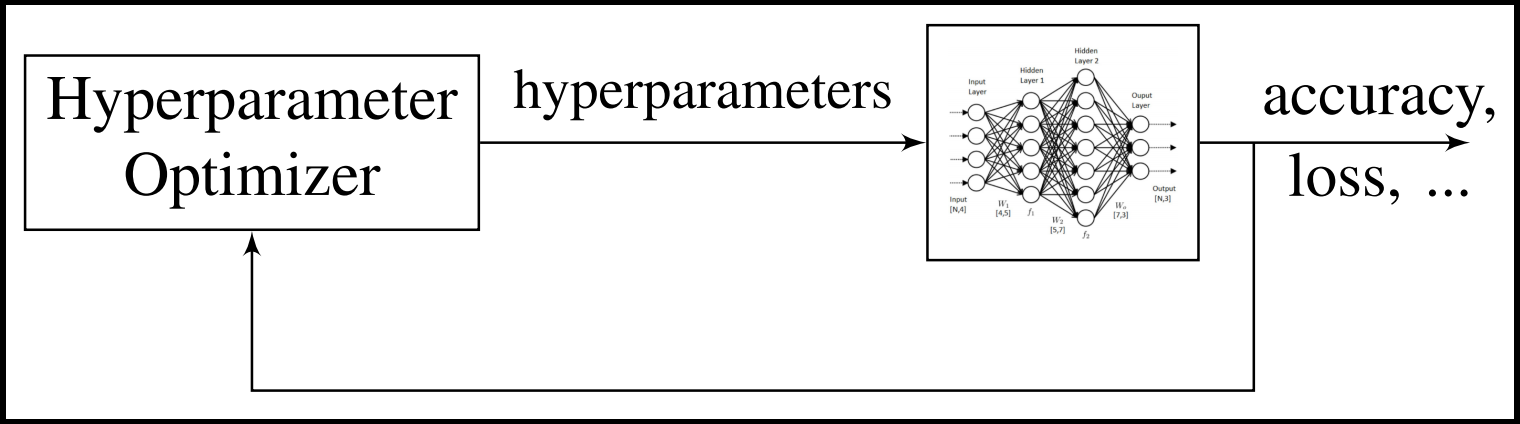 Hyperparameter
Optimizer
hyperparameters
Input
Layer
Hidden
Layer 1
Hidden
Layer 2
Ouput
Layer
Input
[N,4]
W₁
[4,5]
f₁
W₂
[5,7]
f₂
Wₒ
[7,3]
Output
[N,3]
accuracy,
loss, ...